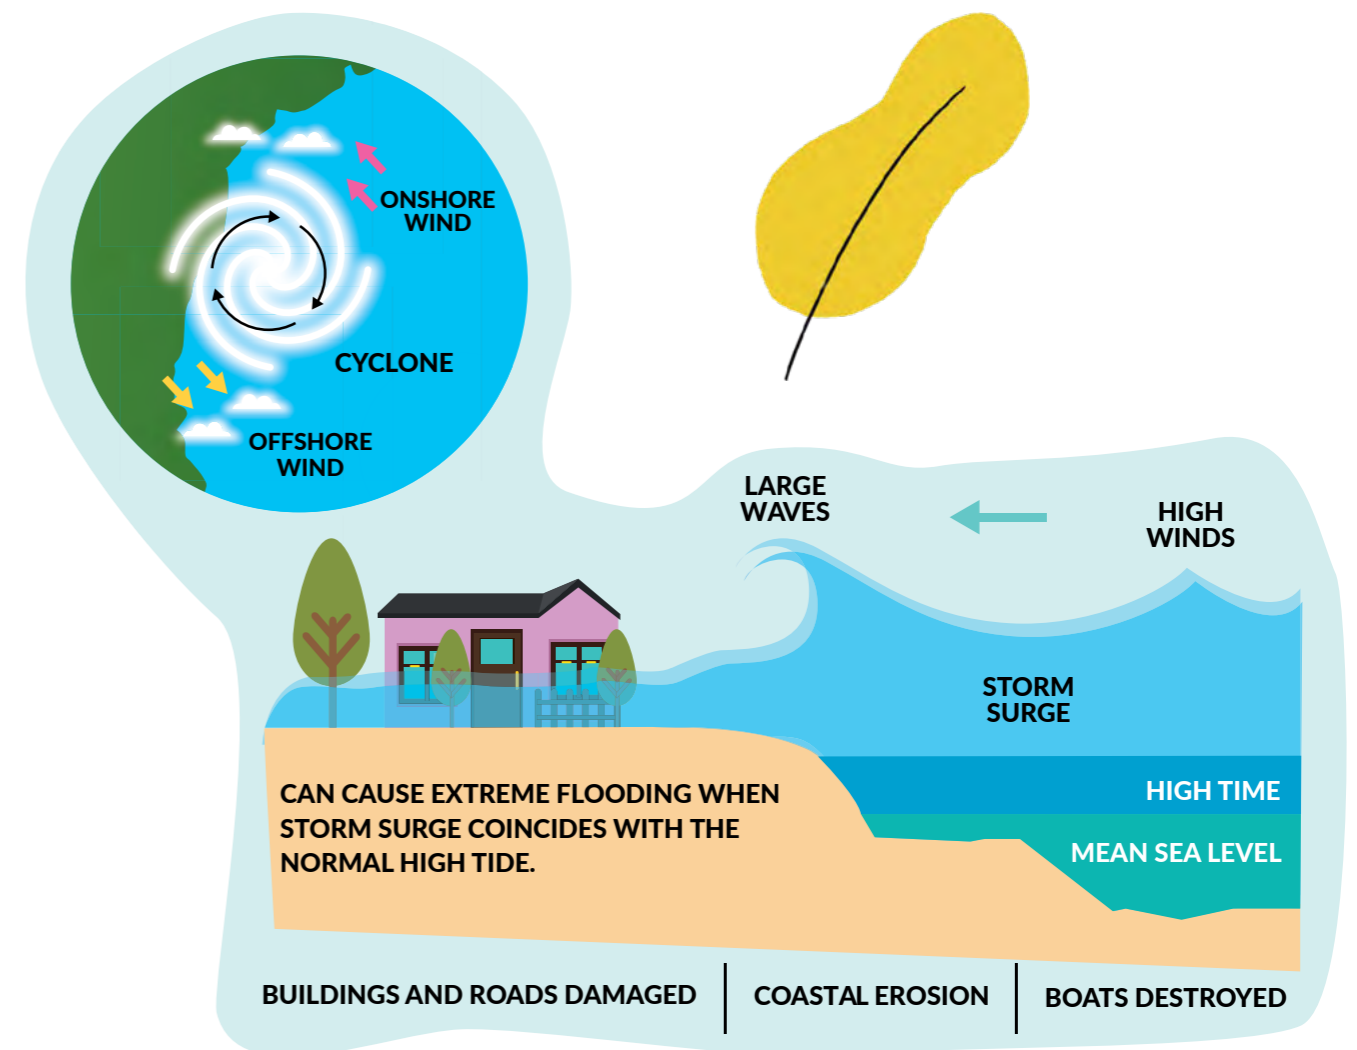 ONSHORE
WIND
CYCLONE
OFFSHORE
WIND
LARGE
WAVES
HIGH
WINDS
STORM
SURGE
HIGH TIME
MEAN SEA LEVEL
CAN CAUSE EXTREME FLOODING WHEN
STORM SURGE COINCIDES WITH THE
NORMAL HIGH TIDE.
BUILDINGS AND ROADS DAMAGED
COASTAL EROSION
BOATS DESTROYED